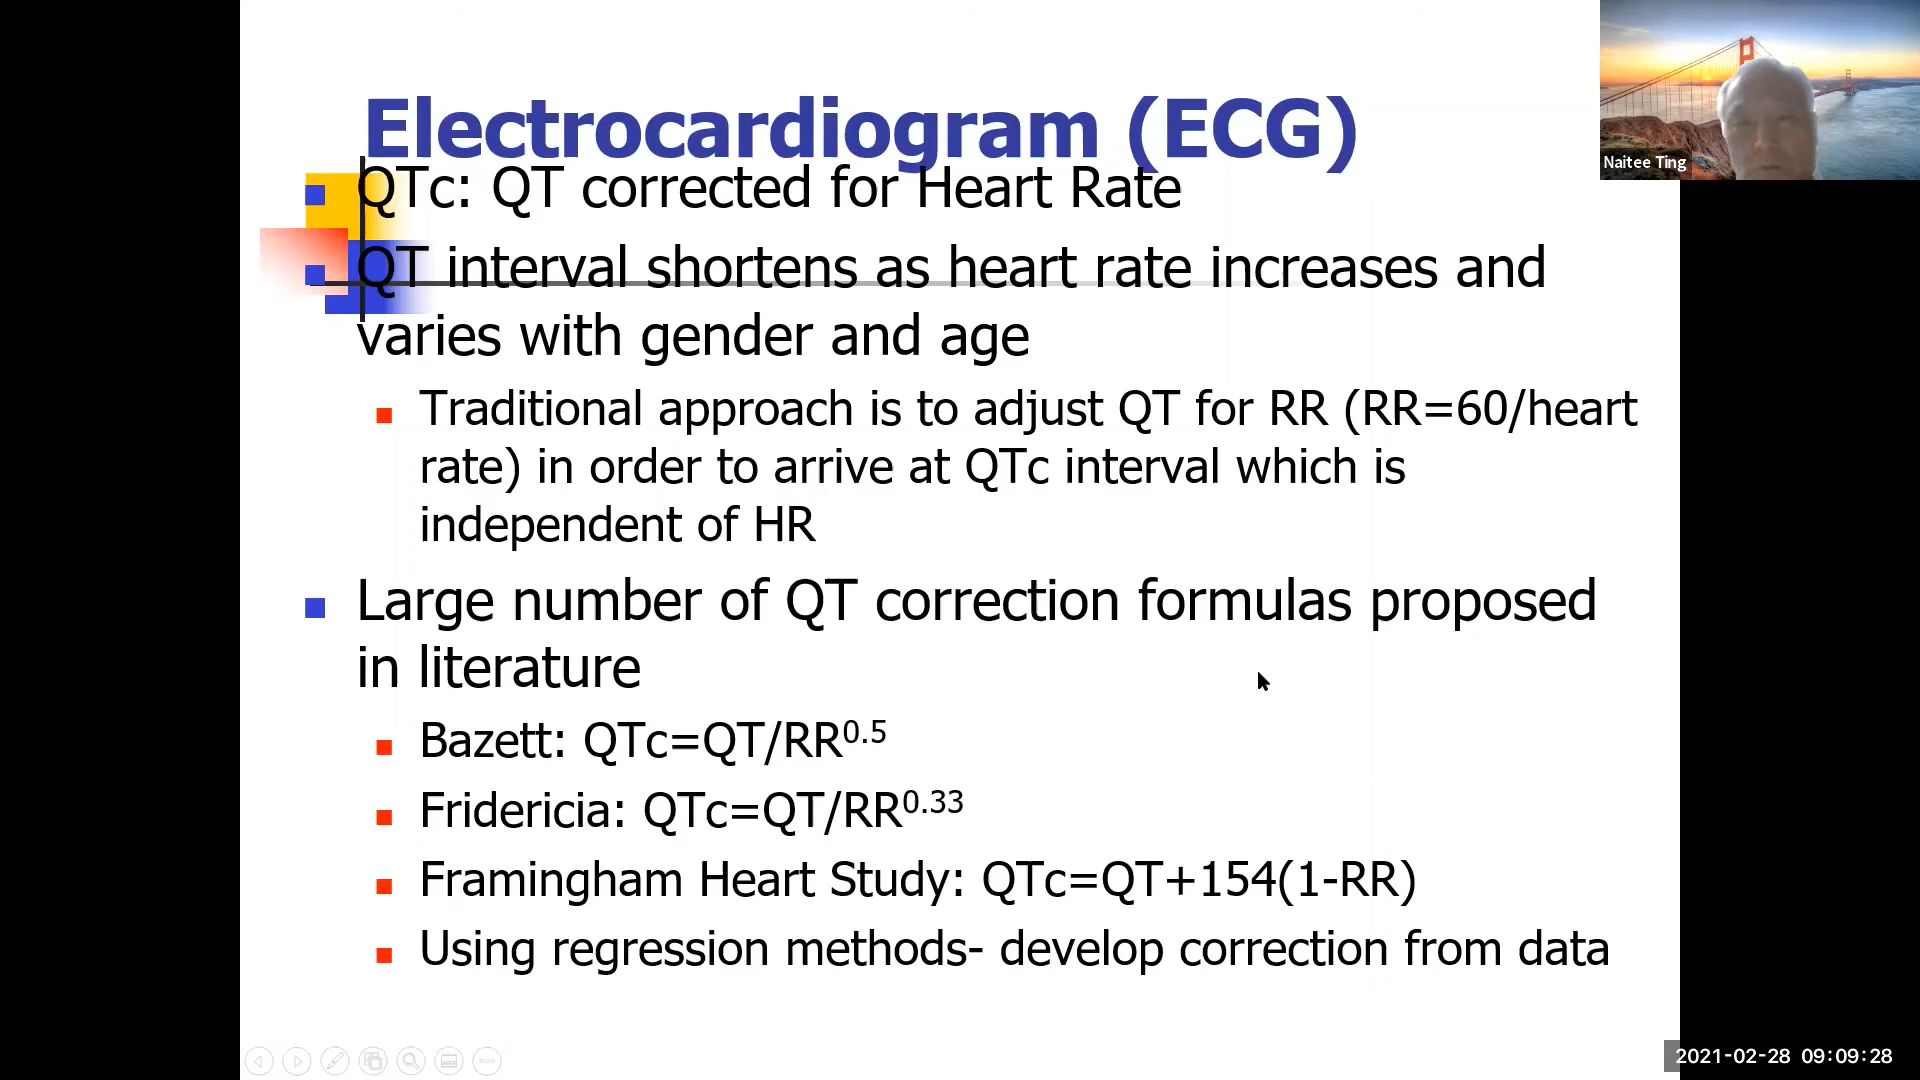 Electrocardiogram (ECG)
QTc: QT corrected for Heart Rate
QT interval shortens as heart rate increases and
varies with gender and age
Traditional approach is to adjust QT for RR (RR=60/heart
rate) in order to arrive at QTc interval which is
independent of HR
Large number of QT correction formulas proposed
in literature
Bazett: QTc=QT/RR^0.5
Fridericia: QTc=QT/RR^0.33
Framingham Heart Study: QTc=QT+154(1-RR)
Using regression methods- develop correction from data
Naitee Ting
2021-02-28 09:09:28